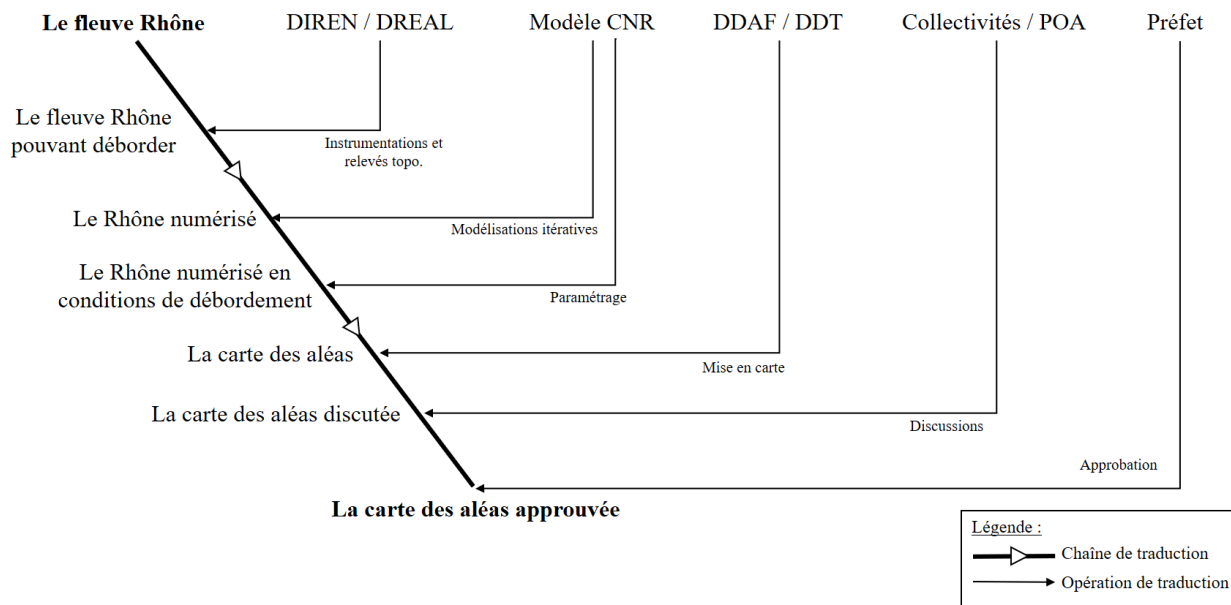 Le fleuve Rhône
DIREN / DREAL
Modèle CNR
DDAF / DDT
Collectivités / POA
Préfet
Le fleuve Rhône
pouvant déborder
Instrumentations et
relevés topo.
Le Rhône numérisé
Modélisations itératives
Le Rhône numérisé en
conditions de débordement
Paramétrage
La carte des aléas
Mise en carte
La carte des aléas discutée
Discussions
Approbation
La carte des aléas approuvée
Légende :
Chaîne de traduction
Opération de traduction